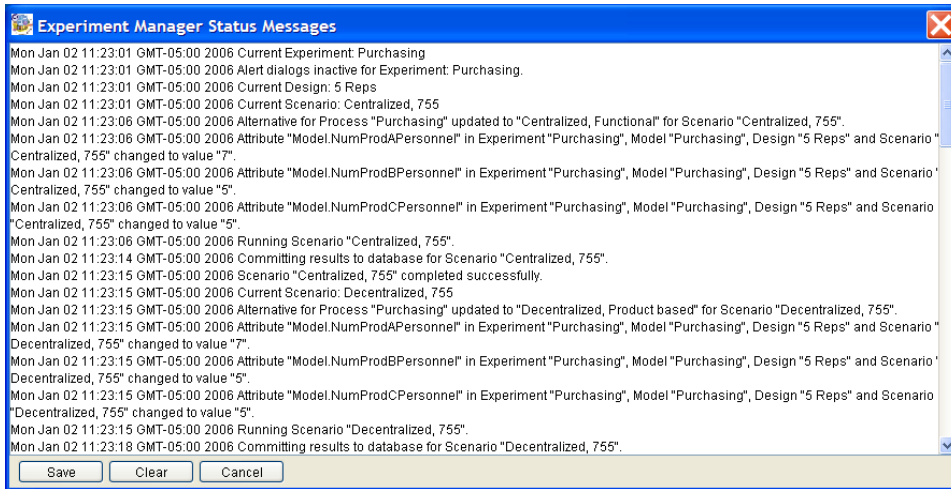 Experiment Manager Status Messages
Mon Jan 02 11:23:01 GMT-05:00 2006 Current Experiment: Purchasing
Mon Jan 02 11:23:01 GMT-05:00 2006 Alert dialogs inactive for Experiment: Purchasing.
Mon Jan 02 11:23:01 GMT-05:00 2006 Current Design: 5 Reps
Mon Jan 02 11:23:01 GMT-05:00 2006 Current Scenario: Centralized, 755
Mon Jan 02 11:23:06 GMT-05:00 2006 Alternative for Process "Purchasing" updated to "Centralized, Functional" for Scenario "Centralized, 755".
Mon Jan 02 11:23:06 GMT-05:00 2006 Attribute "Model.NumProdAPersonnel" in Experiment "Purchasing", Model "Purchasing", Design "5 Reps" and Scenario "
Centralized, 755" changed to value "7".
Mon Jan 02 11:23:06 GMT-05:00 2006 Attribute "Model.NumProdBPersonnel" in Experiment "Purchasing", Model "Purchasing", Design "5 Reps" and Scenario "
Centralized, 755" changed to value "5".
Mon Jan 02 11:23:06 GMT-05:00 2006 Attribute "Model.NumProdCPersonnel" in Experiment "Purchasing", Model "Purchasing", Design "5 Reps" and Scenario
"Centralized, 755" changed to value "5".
Mon Jan 02 11:23:06 GMT-05:00 2006 Running Scenario "Centralized, 755".
Mon Jan 02 11:23:14 GMT-05:00 2006 Committing results to database for Scenario "Centralized, 755".
Mon Jan 02 11:23:15 GMT-05:00 2006 Scenario "Centralized, 755" completed successfully.
Mon Jan 02 11:23:15 GMT-05:00 2006 Current Scenario: Decentralized, 755
Mon Jan 02 11:23:15 GMT-05:00 2006 Alternative for Process "Purchasing" updated to "Decentralized, Product based" for Scenario "Decentralized, 755".
Mon Jan 02 11:23:15 GMT-05:00 2006 Attribute "Model.NumProdAPersonnel" in Experiment "Purchasing", Model "Purchasing", Design "5 Reps" and Scenario "
Decentralized, 755" changed to value "7".
Mon Jan 02 11:23:15 GMT-05:00 2006 Attribute "Model.NumProdBPersonnel" in Experiment "Purchasing", Model "Purchasing", Design "5 Reps" and Scenario "
Decentralized, 755" changed to value "5".
Mon Jan 02 11:23:15 GMT-05:00 2006 Attribute "Model.NumProdCPersonnel" in Experiment "Purchasing", Model "Purchasing", Design "5 Reps" and Scenario
"Decentralized, 755" changed to value "5".
Mon Jan 02 11:23:15 GMT-05:00 2006 Running Scenario "Decentralized, 755".
Mon Jan 02 11:23:18 GMT-05:00 2006 Committing results to database for Scenario "Decentralized, 755".
Save Clear Cancel